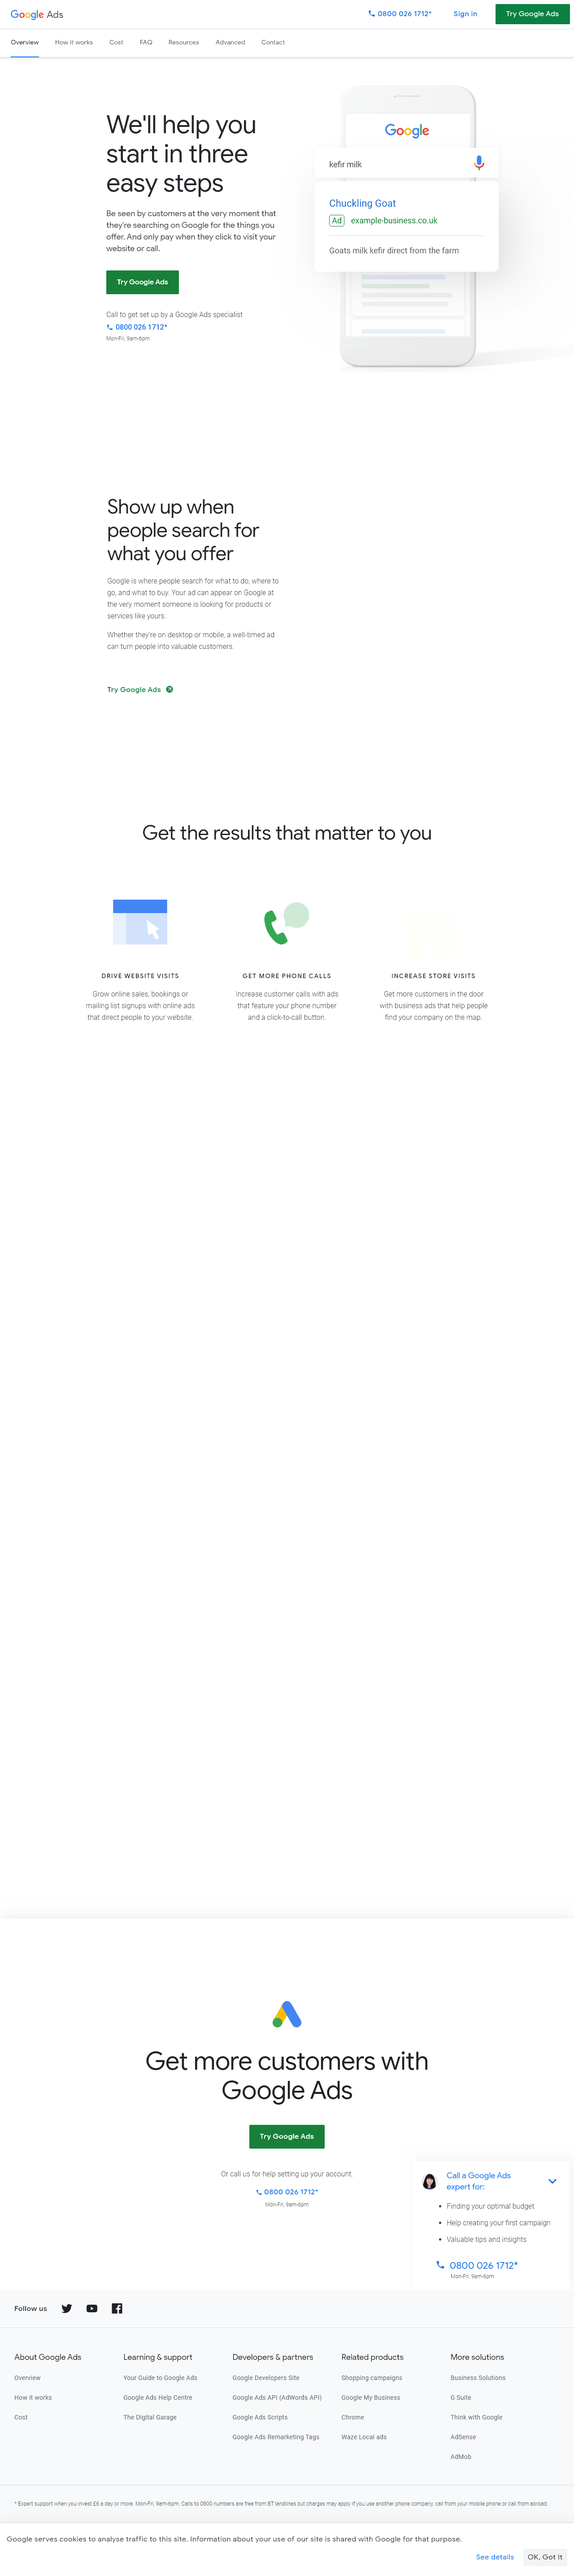 Google Ads
0800 026 1712*
Sign in
Try Google Ads
Overview
How it works
Cost
FAQ
Resources
Advanced
Contact
We'll help you
start in three
easy steps
Be seen by customers at the very moment that
they're searching on Google for the things you
offer. And only pay when they click to visit your
website or call.
Try Google Ads
Call to get set up by a Google Ads specialist
0800 026 1712*
Mon-Fri, 9am-6pm
Google
kefir milk
Chuckling Goat
Ad example-business.co.uk
Goats milk kefir direct from the farm
Show up when
people search for
what you offer
Google is where people search for what to do, where to
go, and what to buy. Your ad can appear on Google at
the very moment someone is looking for products or
services like yours.
Whether they're on desktop or mobile, a well-timed ad
can turn people into valuable customers.
Try Google Ads
Get the results that matter to you
DRIVE WEBSITE VISITS
Grow online sales, bookings or
mailing list signups with online ads
that direct people to your website.
GET MORE PHONE CALLS
Increase customer calls with ads
that feature your phone number
and a click-to-call button.
INCREASE STORE VISITS
Get more customers in the door
with business ads that help people
find your company on the map.
Get more customers with
Google Ads
Try Google Ads
Or call us for help setting up your account.
0800 026 1712*
Mon-Fri, 9am-6pm
Call a Google Ads
expert for:
• Finding your optimal budget
• Help creating your first campaign
• Valuable tips and insights
0800 026 1712*
Mon-Fri, 9am-6pm
Follow us
About Google Ads
Overview
How it works
Cost
Learning & support
Your Guide to Google Ads
Google Ads Help Centre
The Digital Garage
Developers & partners
Google Developers Site
Google Ads API (AdWords API)
Google Ads Scripts
Google Ads Remarketing Tags
Related products
Shopping campaigns
Google My Business
Chrome
Waze Local ads
More solutions
Business Solutions
G Suite
Think with Google
AdSense
AdMob
* Expert support when you invest £6 a day or more. Mon-Fri, 9am-6pm. Calls to 0800 numbers are free from BT landlines but charges may apply if you use another phone company, call from your mobile phone or call from abroad.
Google serves cookies to analyse traffic to this site. Information about your use of our site is shared with Google for that purpose.
See details
OK, Got It